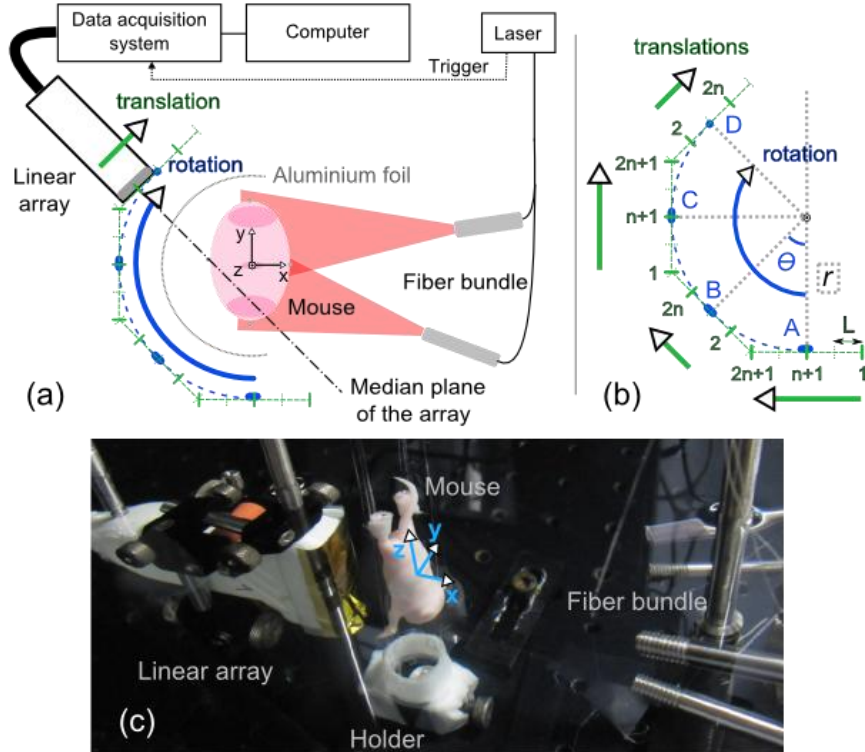 Data acquisition
system
Computer
Laser
Trigger
translation
rotation
Linear
array
Aluminium foil
y
z
x
Mouse
Fiber bundle
Median plane
of the array
(a)
translations
2n
2
D
rotation
2n+1
C
n+1
1
θ
r
2n
B
2
A
L
2n+1
n+1
1
(b)
Mouse
z
y
x
Fiber bundle
Linear array
Holder
(c)